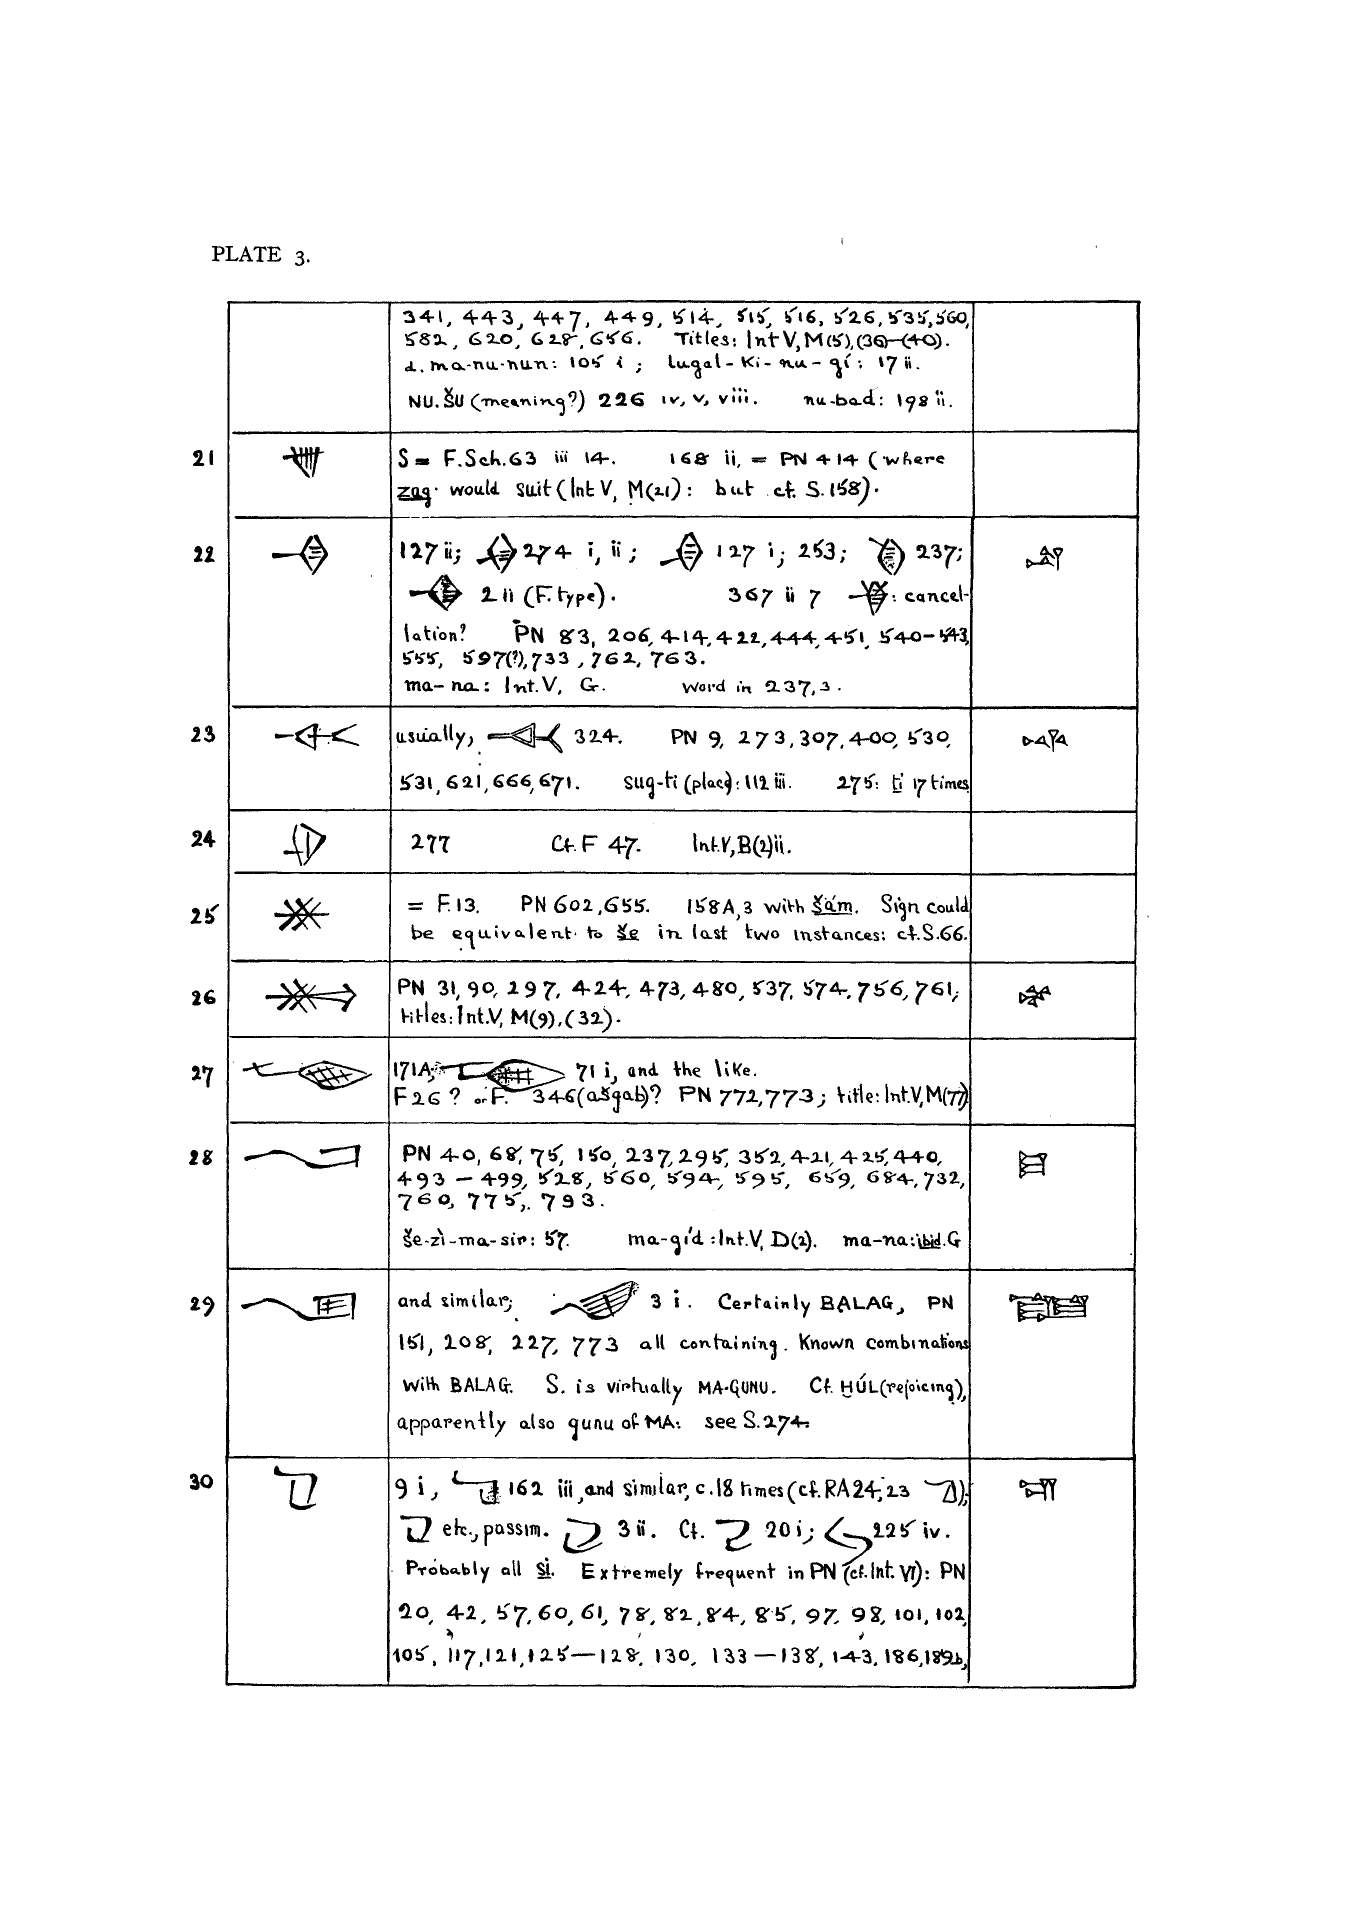 PLATE 3.
341, 443, 447, 449, 514, 515, 516, 526, 535, 560,
582, 620, 628, 656. Titles: Int V, M(5), (36)–(40).
d. ma-nu-nun: 105 i; lugal-Ki-nu-gí: 17 ii.
NU. ŠU (meaning?) 226 iv, v, viii. nu-bad: 198 ii.
21 S = F.Sch. 63 iii 14. 168 ii, = PN 414 (where
zag would suit (Int V, M(21): but cf. S. 158).
22 127 ii; 274 i, ii; 127 i; 253; 237;
2 ii (F. type). 367 ii 7 : cancel-
lation? PN 83, 206, 414, 422, 444, 451, 540–543,
555, 597(?), 733, 762, 763.
ma-na: Int. V, G. word in 237, 3.
23 usually, 324. PN 9, 273, 307, 400, 530,
531, 621, 666, 671. sug-ti (place): 112 iii. 275: ti 17 times
24 277 Cf. F 47. Int. V, B(2) ii.
25 = F. 13. PN 602, 655. 158A, 3 with šám. Sign could
be equivalent to še in last two instances: cf. S. 66.
26 PN 31, 90, 297, 424, 473, 480, 537, 574, 756, 761;
titles: Int. V, M(9), (32).
27 171A; 71 i, and the like.
F 26? or F. 346 (ašgab)? PN 772, 773; title: Int. V, M(77)
28 PN 40, 68, 75, 150, 237, 295, 352, 421, 425, 440,
493 – 499, 528, 560, 594, 595, 659, 684, 732,
760, 775, 793.
še-zì-ma-sir: 57. ma-gíd: Int. V, D(2). ma-na: ibid. G
29 and similar; 3 i. Certainly BALAG, PN
151, 208, 227, 773 all containing. Known combinations
with BALAG. S. is virtually MA-GUNU. Cf. HÚL (rejoicing),
apparently also gunu of MA: see S. 274.
30 9 i, 162 iii, and similar, c. 18 times (cf. RA 24, 23 );
etc., passim. 3 ii. Cf. 20 i; 225 iv.
Probably all si. Extremely frequent in PN (cf. Int. VI): PN
20, 42, 57, 60, 61, 78, 82, 84, 85, 97, 98, 101, 102,
105, 117, 121, 125 – 128, 130, 133 – 138, 143, 186, 189b,